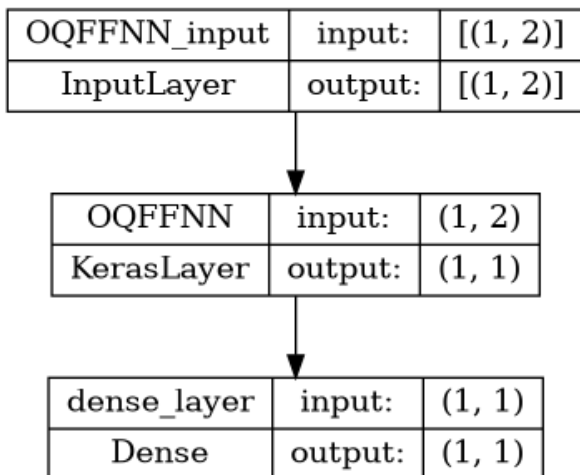 OQFFNN_input input: [(1, 2)]
InputLayer output: [(1, 2)]
OQFFNN input: (1, 2)
KerasLayer output: (1, 1)
dense_layer input: (1, 1)
Dense output: (1, 1)